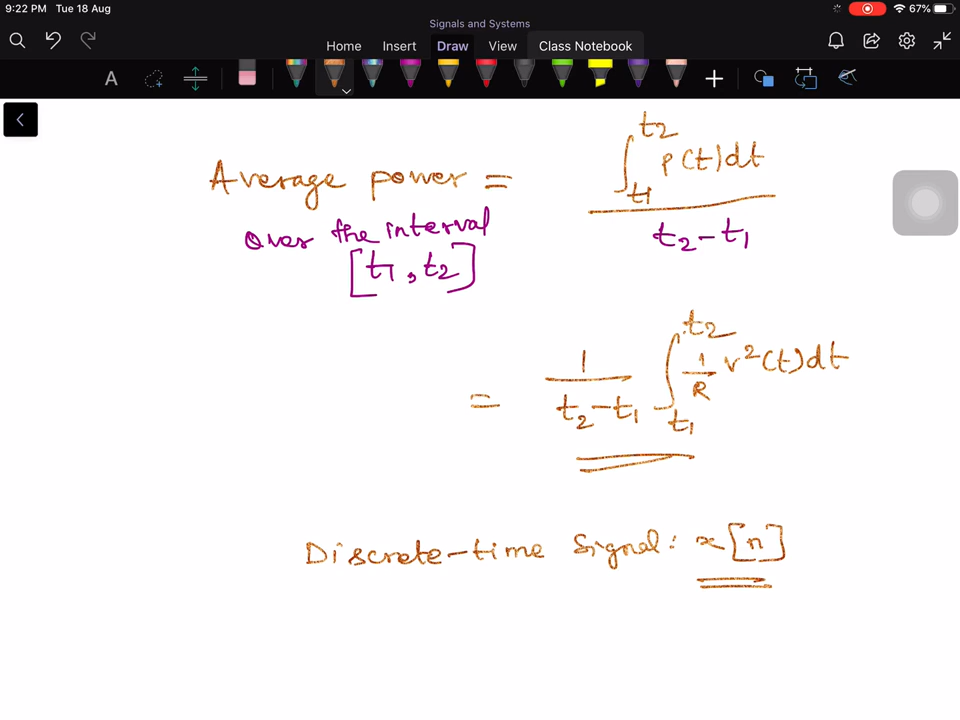 9:22 PM Tue 18 Aug
67%
Signals and Systems
Home Insert Draw View Class Notebook
A
Average power = ∫_{t1}^{t2} p(t)dt / (t2-t1)
Over the interval
[t1, t2]
= 1/(t2-t1) ∫_{t1}^{t2} 1/R v²(t)dt
Discrete-time Signal: x[n]